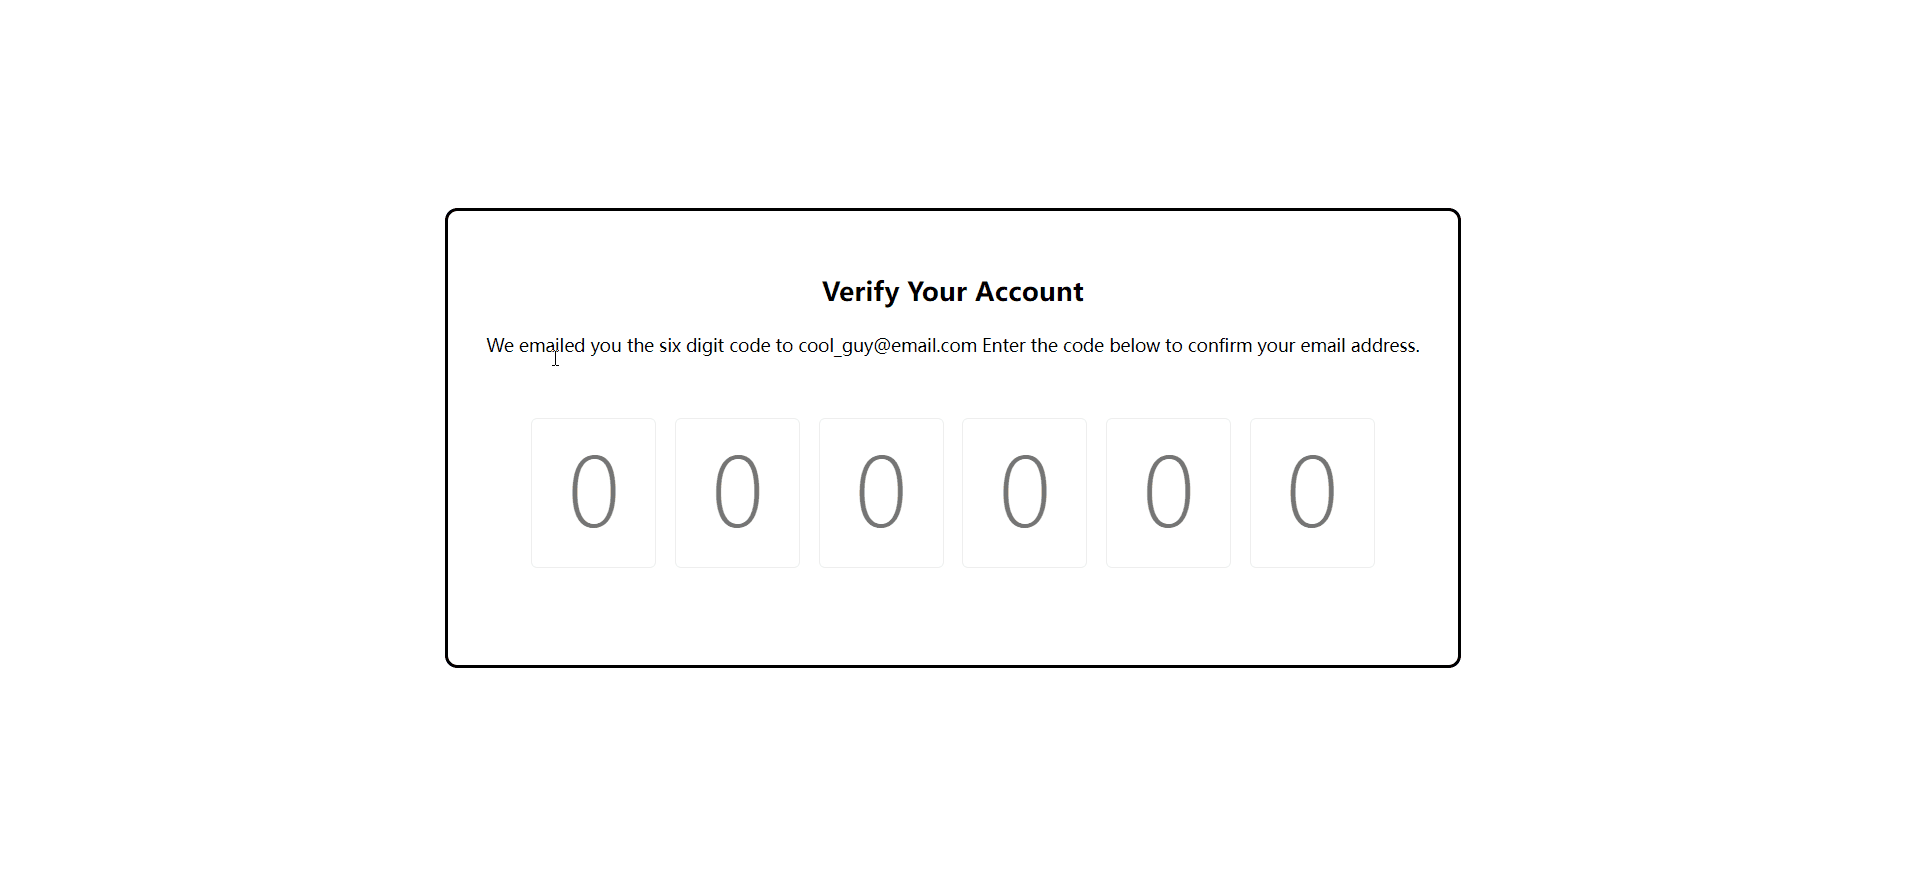 Verify Your Account
We emailed you the six digit code to cool_guy@email.com Enter the code below to confirm your email address.
0 0 0 0 0 0